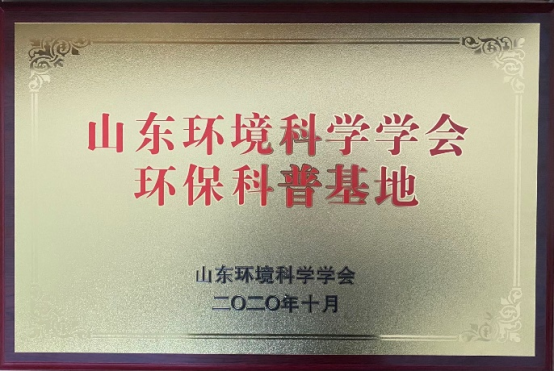 山东环境科学学会
环保科普基地
山东环境科学学会
二〇二〇年十月